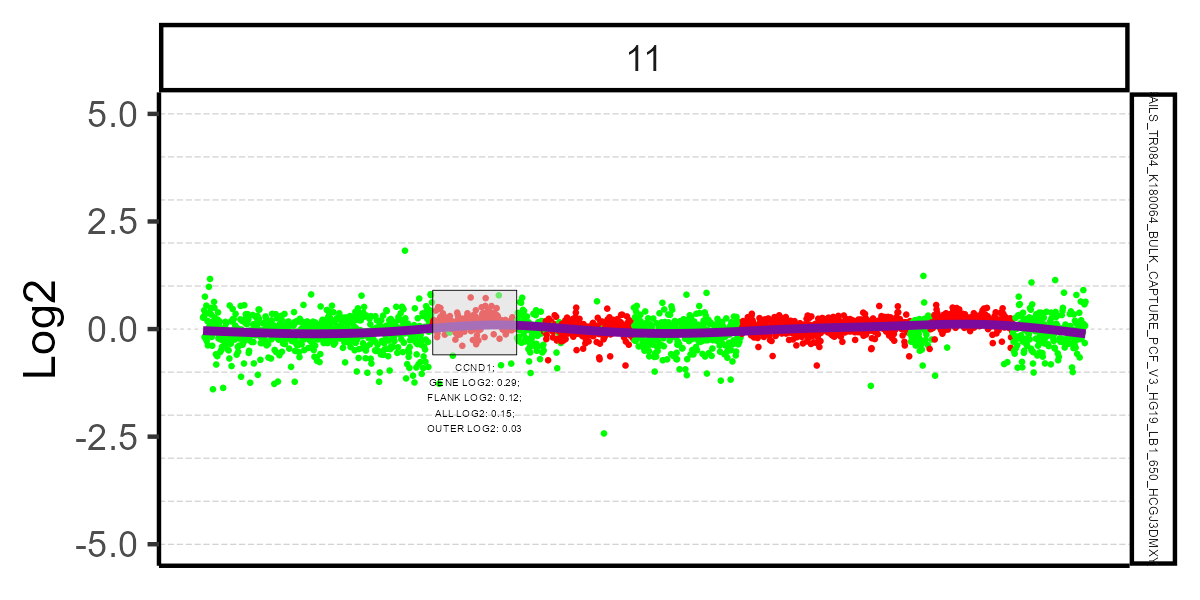 11
5.0
2.5
0.0
-2.5
-5.0
Log2
CCND1;
GENE LOG2: 0.29;
FLANK LOG2: 0.12;
ALL LOG2: 0.15;
OUTER LOG2: 0.03
AILS_TR084_K180064_BULK_CAPTURE_PCF_V3_HG19_LB1_650_HCGJ3DMXY